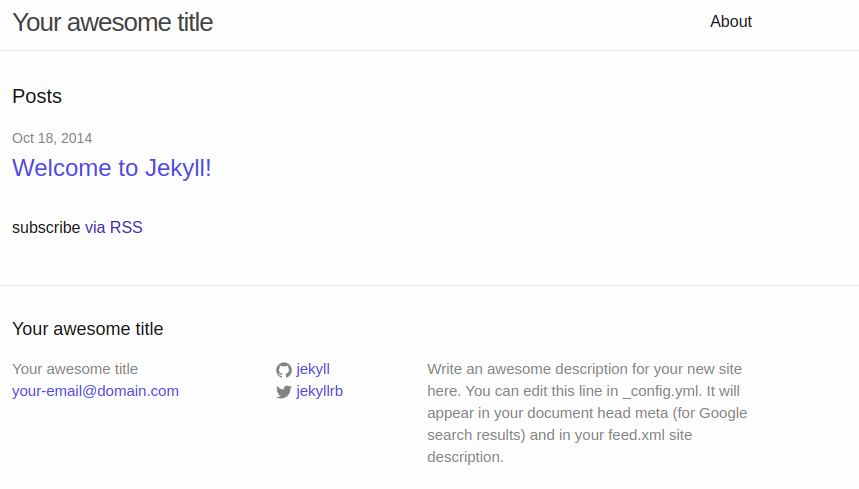 Your awesome title
About
Posts
Oct 18, 2014
Welcome to Jekyll!
subscribe via RSS
Your awesome title
Your awesome title
your-email@domain.com
jekyll
jekyllrb
Write an awesome description for your new site
here. You can edit this line in _config.yml. It will
appear in your document head meta (for Google
search results) and in your feed.xml site
description.